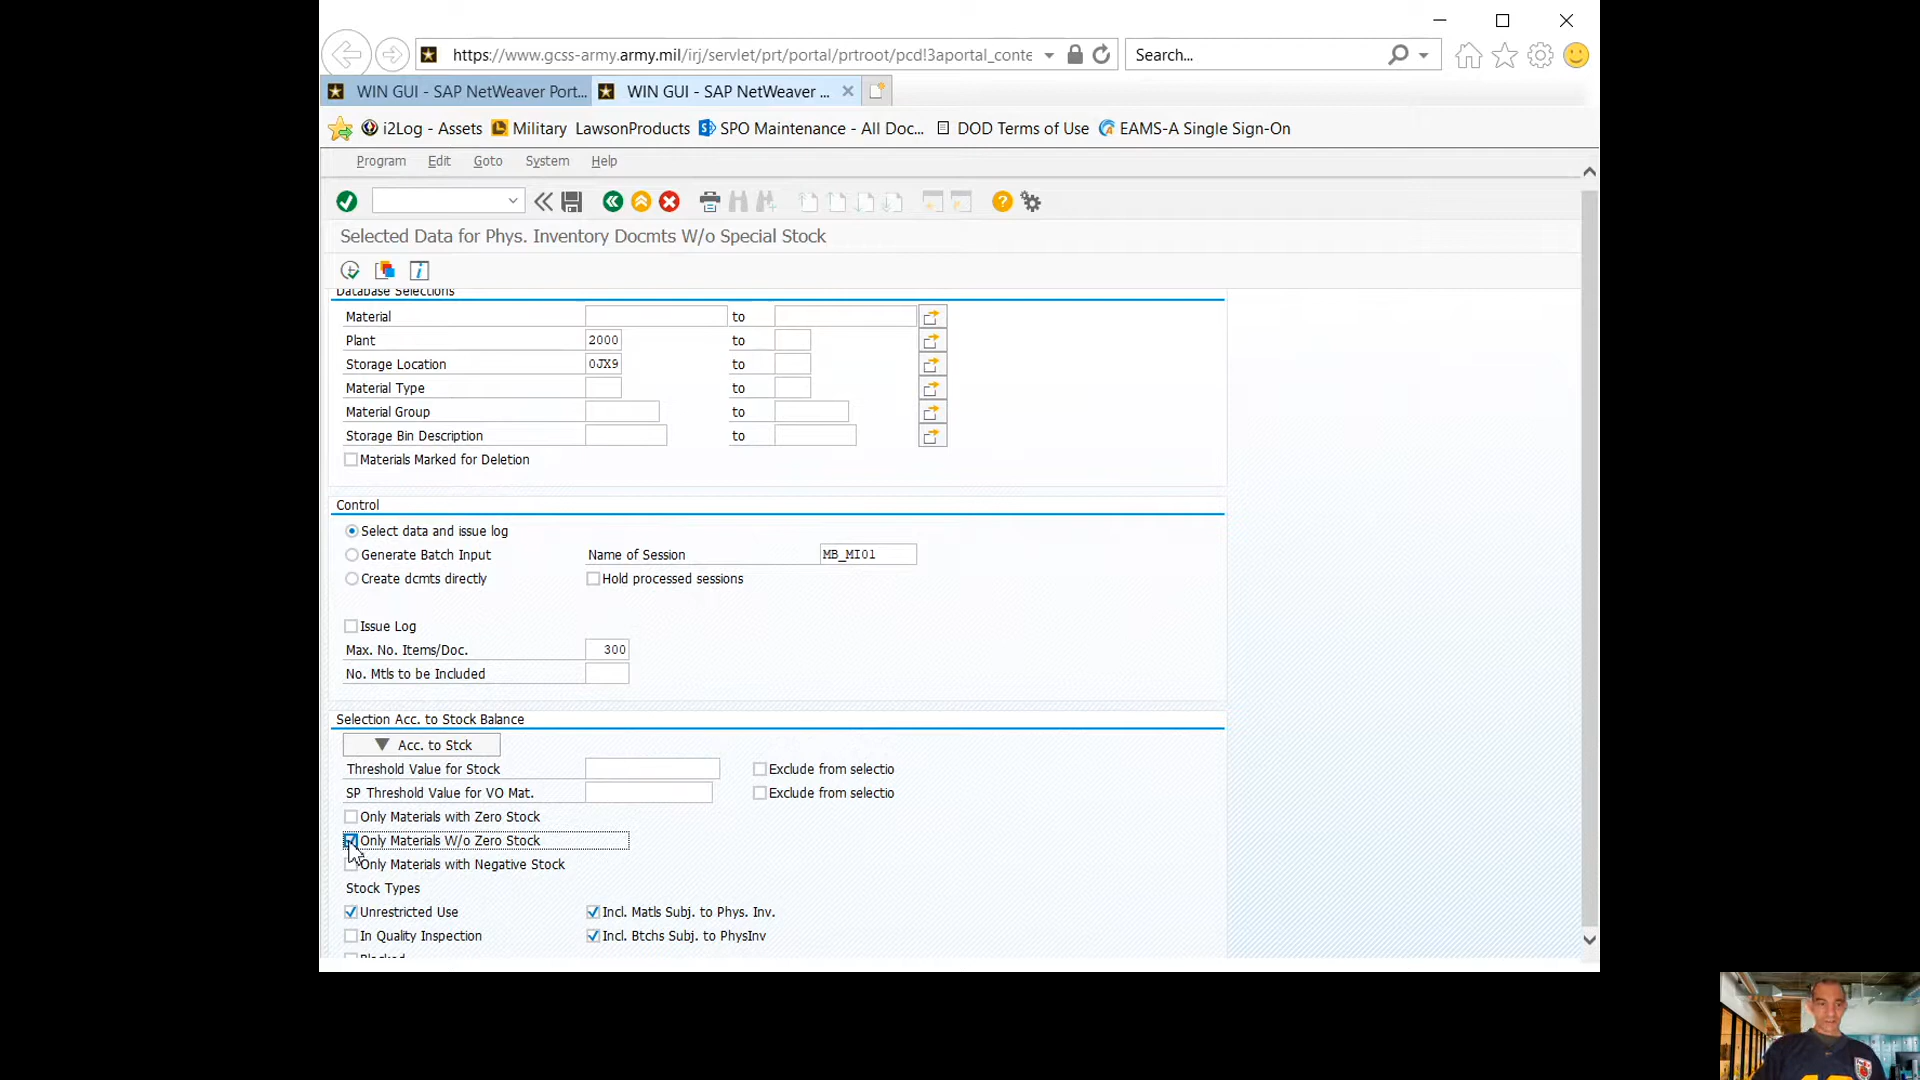 https://www.gcss-army.army.mil/irj/servlet/prt/portal/prtroot/pcd!3aportal_conte
Search...
WIN GUI - SAP NetWeaver Port...
WIN GUI - SAP NetWeaver ...
i2Log - Assets
Military
LawsonProducts
SPO Maintenance - All Doc...
DOD Terms of Use
EAMS-A Single Sign-On
Program Edit Goto System Help
Selected Data for Phys. Inventory Docmts W/o Special Stock
Database Selections
Material to
Plant 2000 to
Storage Location 0JX9 to
Material Type to
Material Group to
Storage Bin Description to
Materials Marked for Deletion
Control
Select data and issue log
Generate Batch Input Name of Session MB_MI01
Create dcmts directly Hold processed sessions
Issue Log
Max. No. Items/Doc. 300
No. Mtls to be Included
Selection Acc. to Stock Balance
Acc. to Stck
Threshold Value for Stock Exclude from selectio
SP Threshold Value for VO Mat. Exclude from selectio
Only Materials with Zero Stock
Only Materials W/o Zero Stock
Only Materials with Negative Stock
Stock Types
Unrestricted Use Incl. Matls Subj. to Phys. Inv.
In Quality Inspection Incl. Btchs Subj. to PhysInv
Blocked